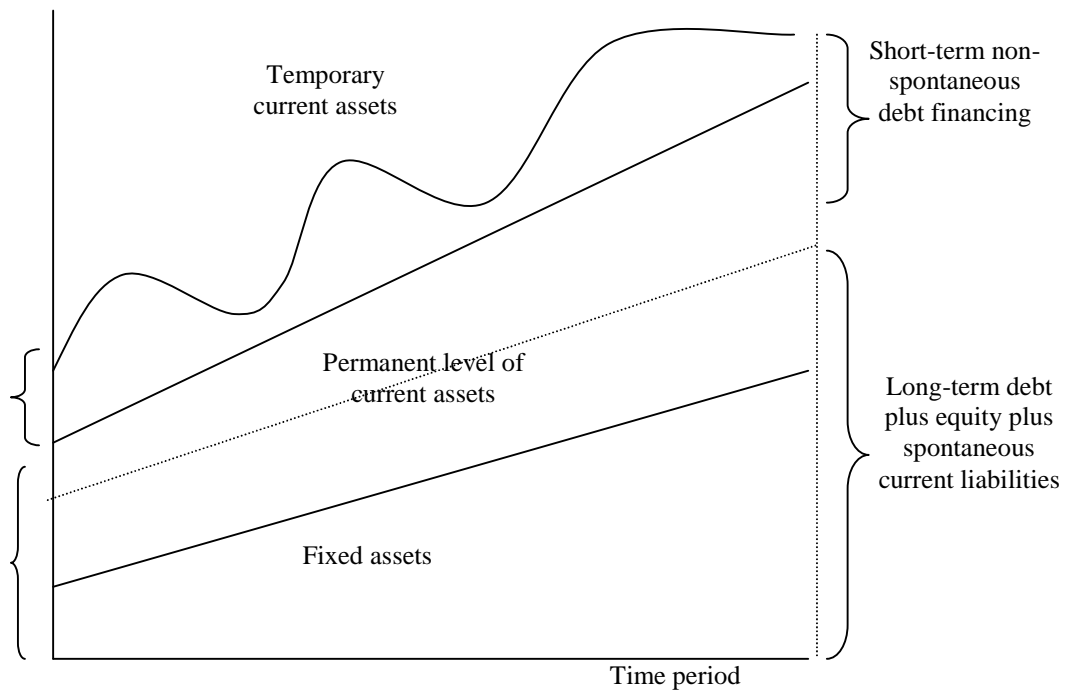 Temporary
current assets
Short-term non-
spontaneous
debt financing
Permanent level of
current assets
Long-term debt
plus equity plus
spontaneous
current liabilities
Fixed assets
Time period